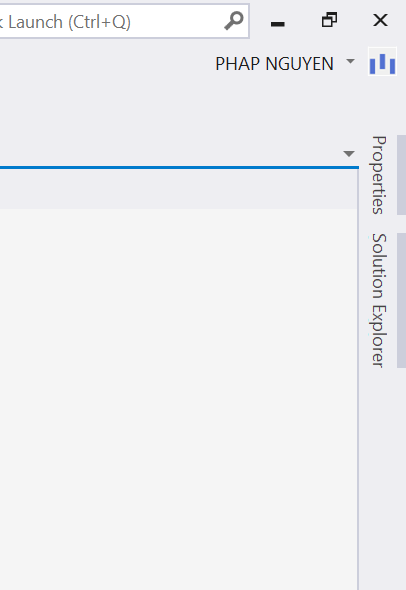 k Launch (Ctrl+Q)
PHAP NGUYEN
Properties
Solution Explorer